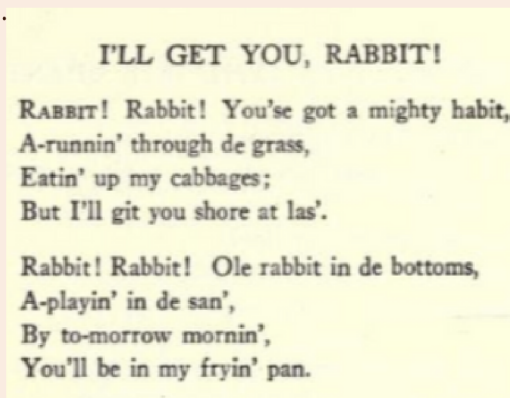 I'LL GET YOU, RABBIT!
RABBIT! Rabbit! You'se got a mighty habit,
A-runnin' through de grass,
Eatin' up my cabbages;
But I'll git you shore at las'.
Rabbit! Rabbit! Ole rabbit in de bottoms,
A-playin' in de san',
By to-morrow mornin',
You'll be in my fryin' pan.